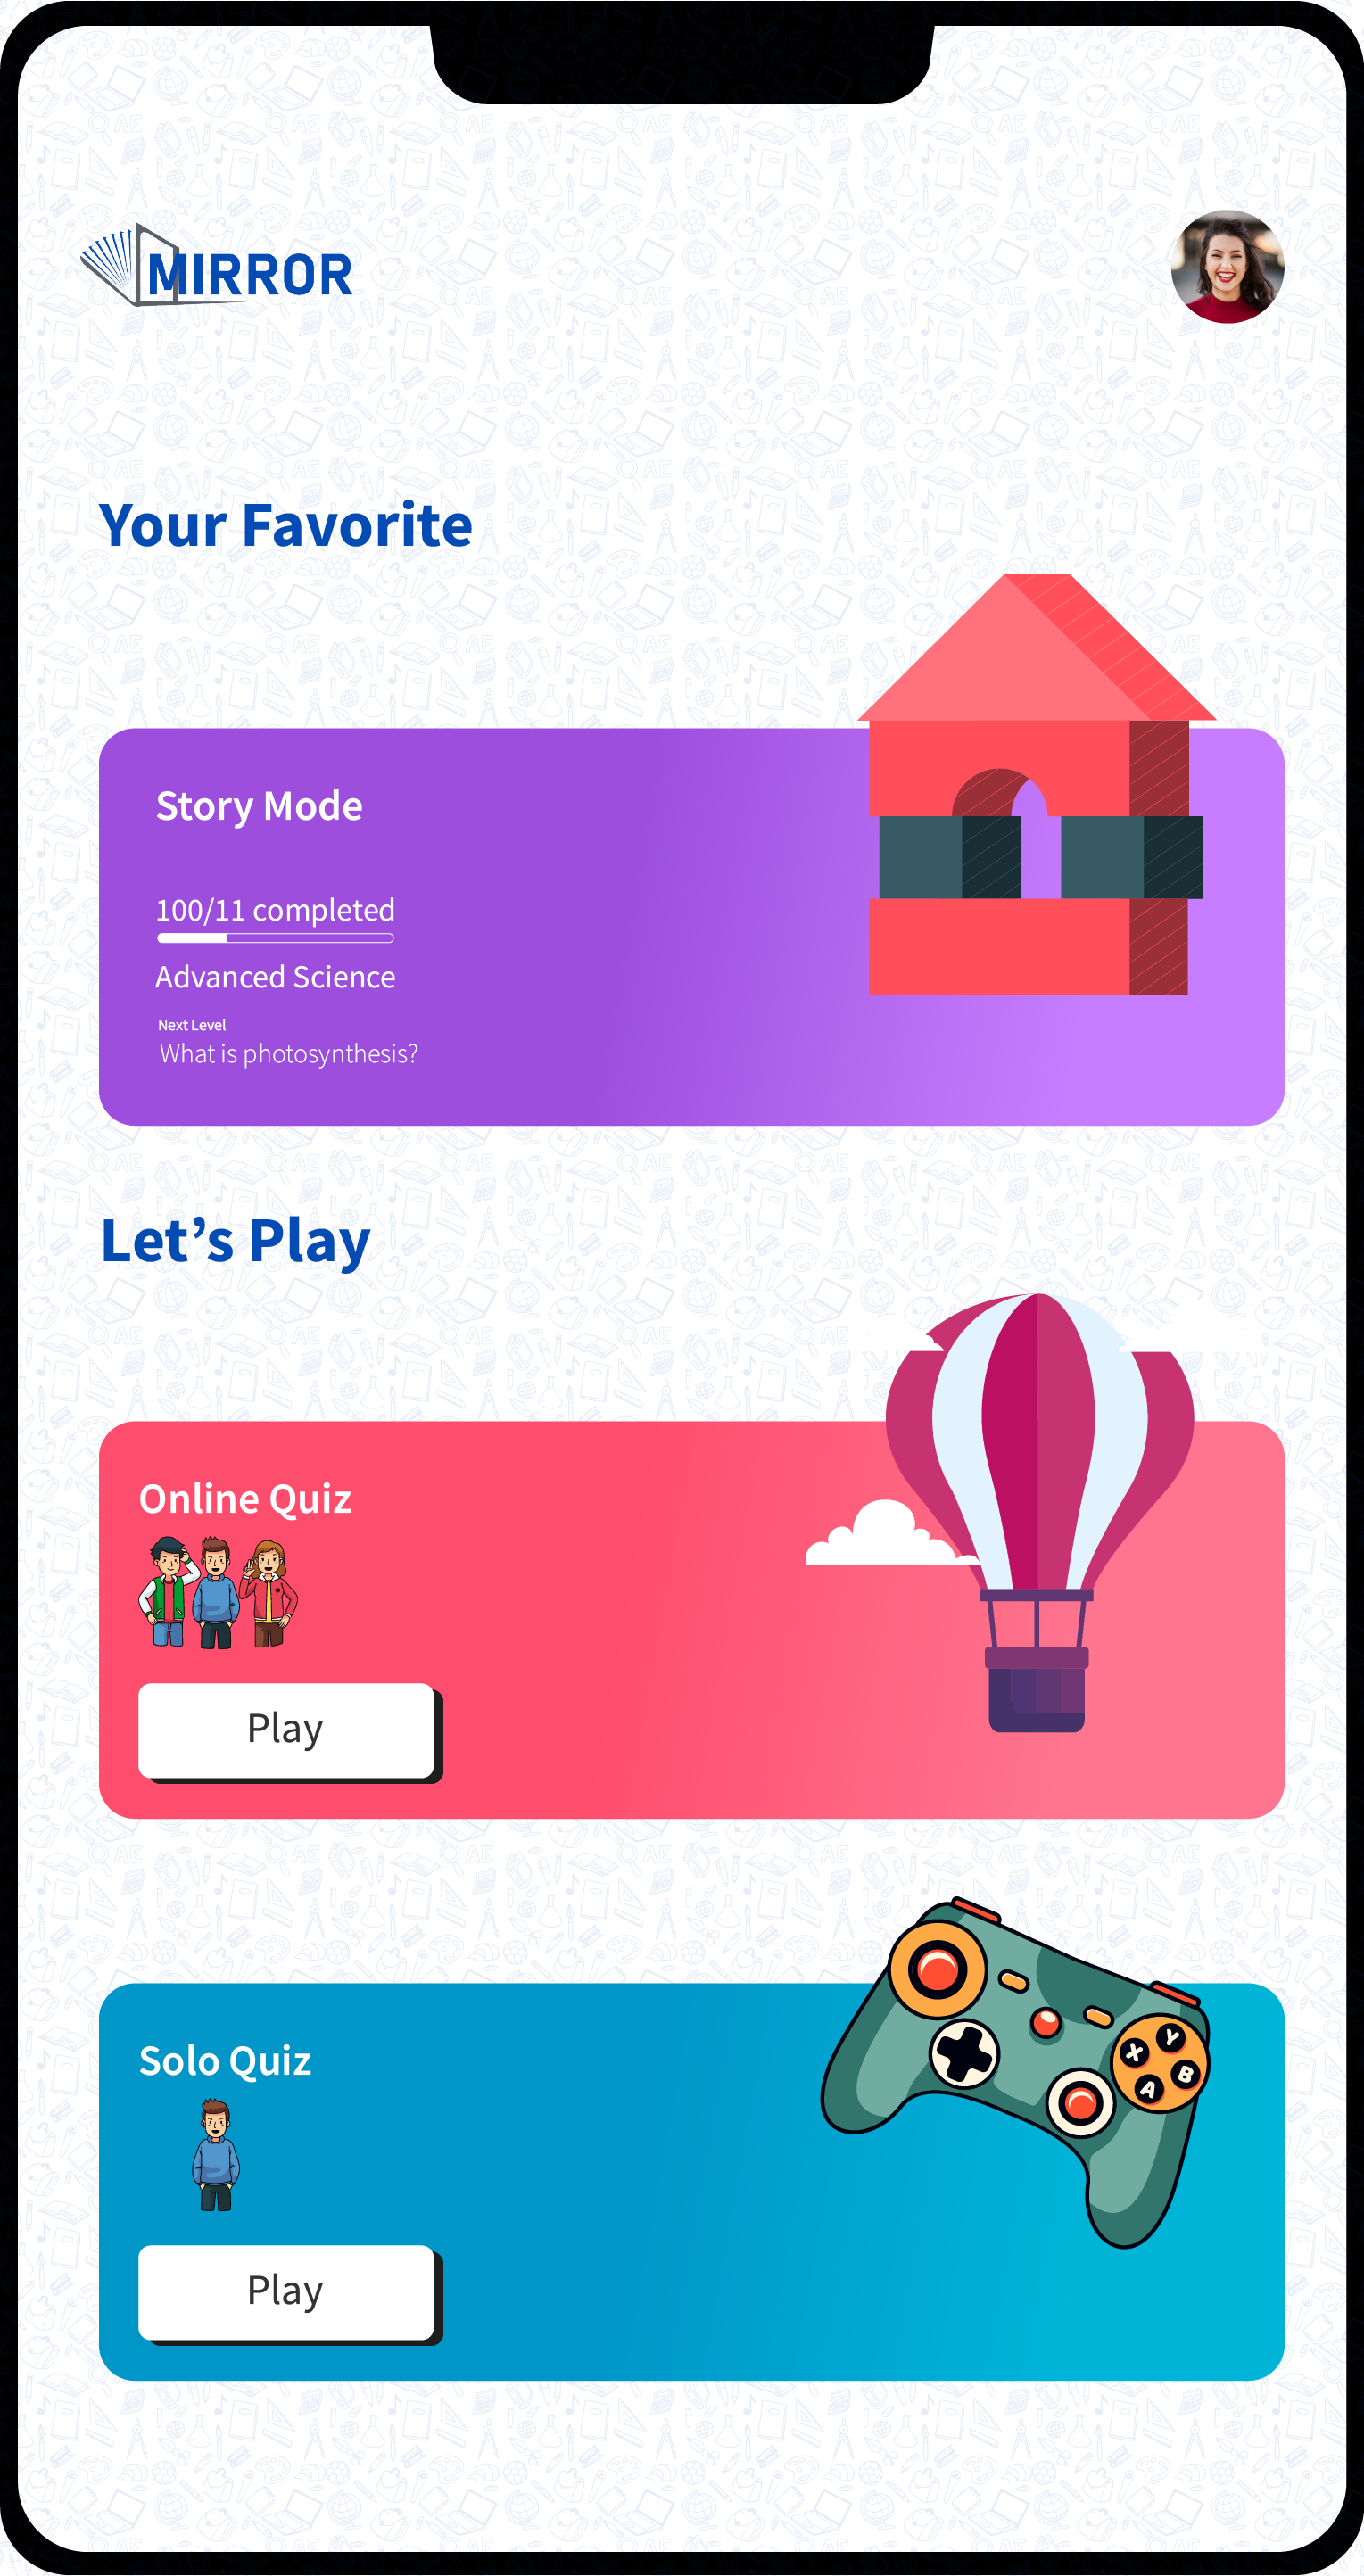 MIRROR
Your Favorite
Story Mode
100/11 completed
Advanced Science
Next Level
What is photosynthesis?
Let's Play
Online Quiz
Play
Solo Quiz
Y
X
B
A
Play